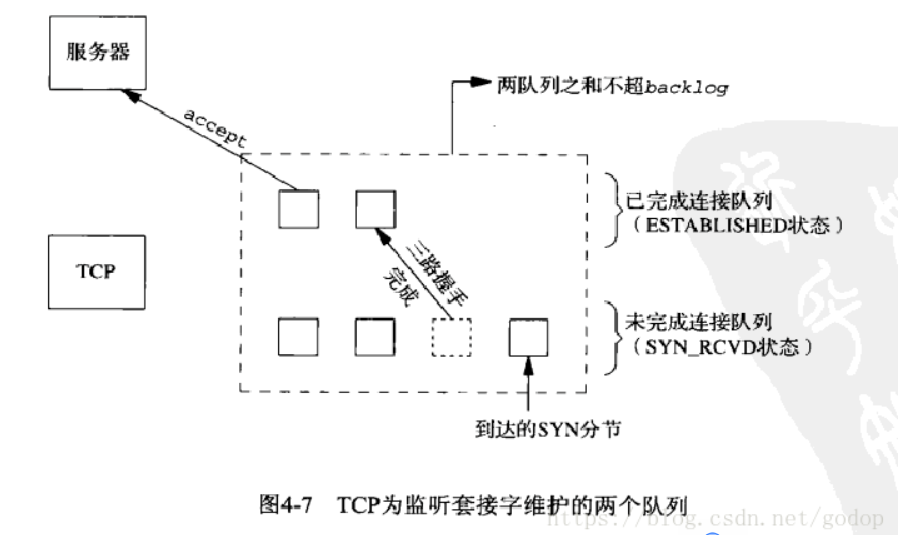 服务器
两队列之和不超backlog
accept
已完成连接队列
（ESTABLISHED状态）
TCP
三路握手
完成
未完成连接队列
（SYN_RCVD状态）
到达的SYN分节
图4-7 TCP为监听套接字维护的两个队列
https://blog.csdn.net/godop